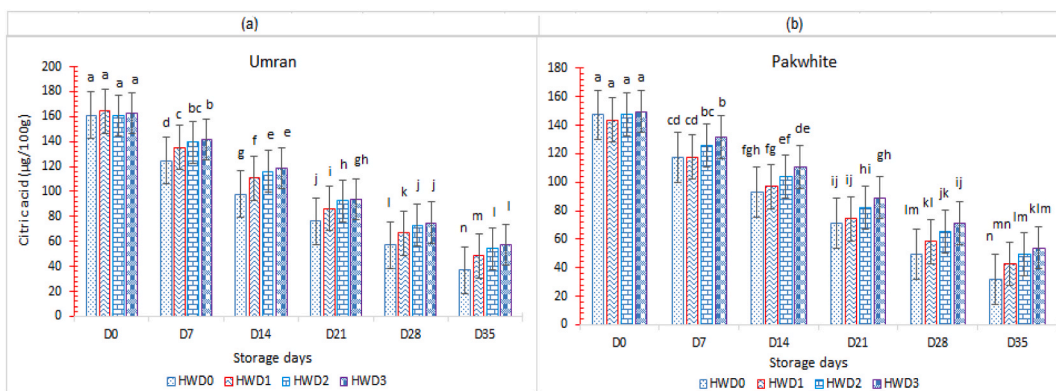 (a)
(b)
Umran
Citric acid (µg/100g)
200
180
160
140
120
100
80
60
40
20
0
a a a a
d c bc b
g f e e
j i h gh
l k j j
n m l l
D0 D7 D14 D21 D28 D35
Storage days
HWD0 HWD1 HWD2 HWD3
Pakwhite
180
160
140
120
100
80
60
40
20
0
a a a a
cd cd bc b
fgh fg ef de
ij ij hi gh
lm kl jk ij
n mn lm klm
D0 D7 D14 D21 D28 D35
Storage days
HWD0 HWD1 HWD2 HWD3